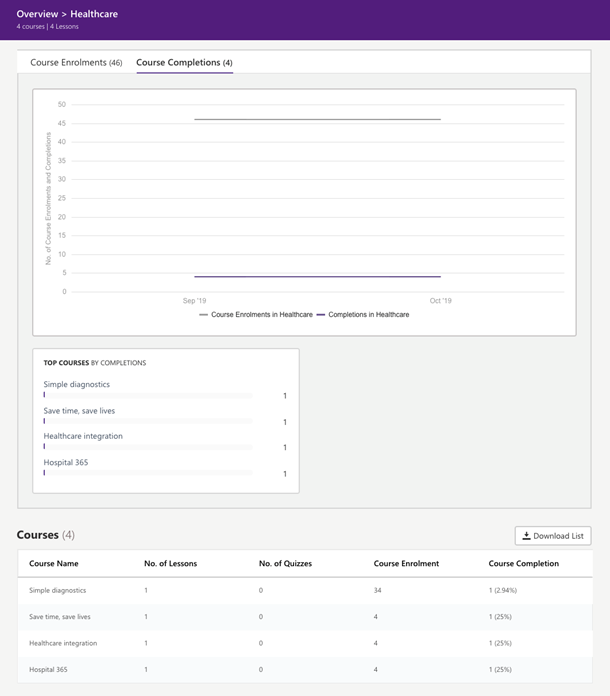 Overview > Healthcare
4 courses | 4 Lessons
Course Enrolments (46) Course Completions (4)
No. of Course Enrolments and Completions
50
45
40
35
30
25
20
15
10
5
0
Sep '19 Oct '19
Course Enrolments in Healthcare Completions in Healthcare
TOP COURSES BY COMPLETIONS
Simple diagnostics
1
Save time, save lives
1
Healthcare integration
1
Hospital 365
1
Courses (4) Download List
Course Name No. of Lessons No. of Quizzes Course Enrolment Course Completion
Simple diagnostics 1 0 34 1 (2.94%)
Save time, save lives 1 0 4 1 (25%)
Healthcare integration 1 0 4 1 (25%)
Hospital 365 1 0 4 1 (25%)